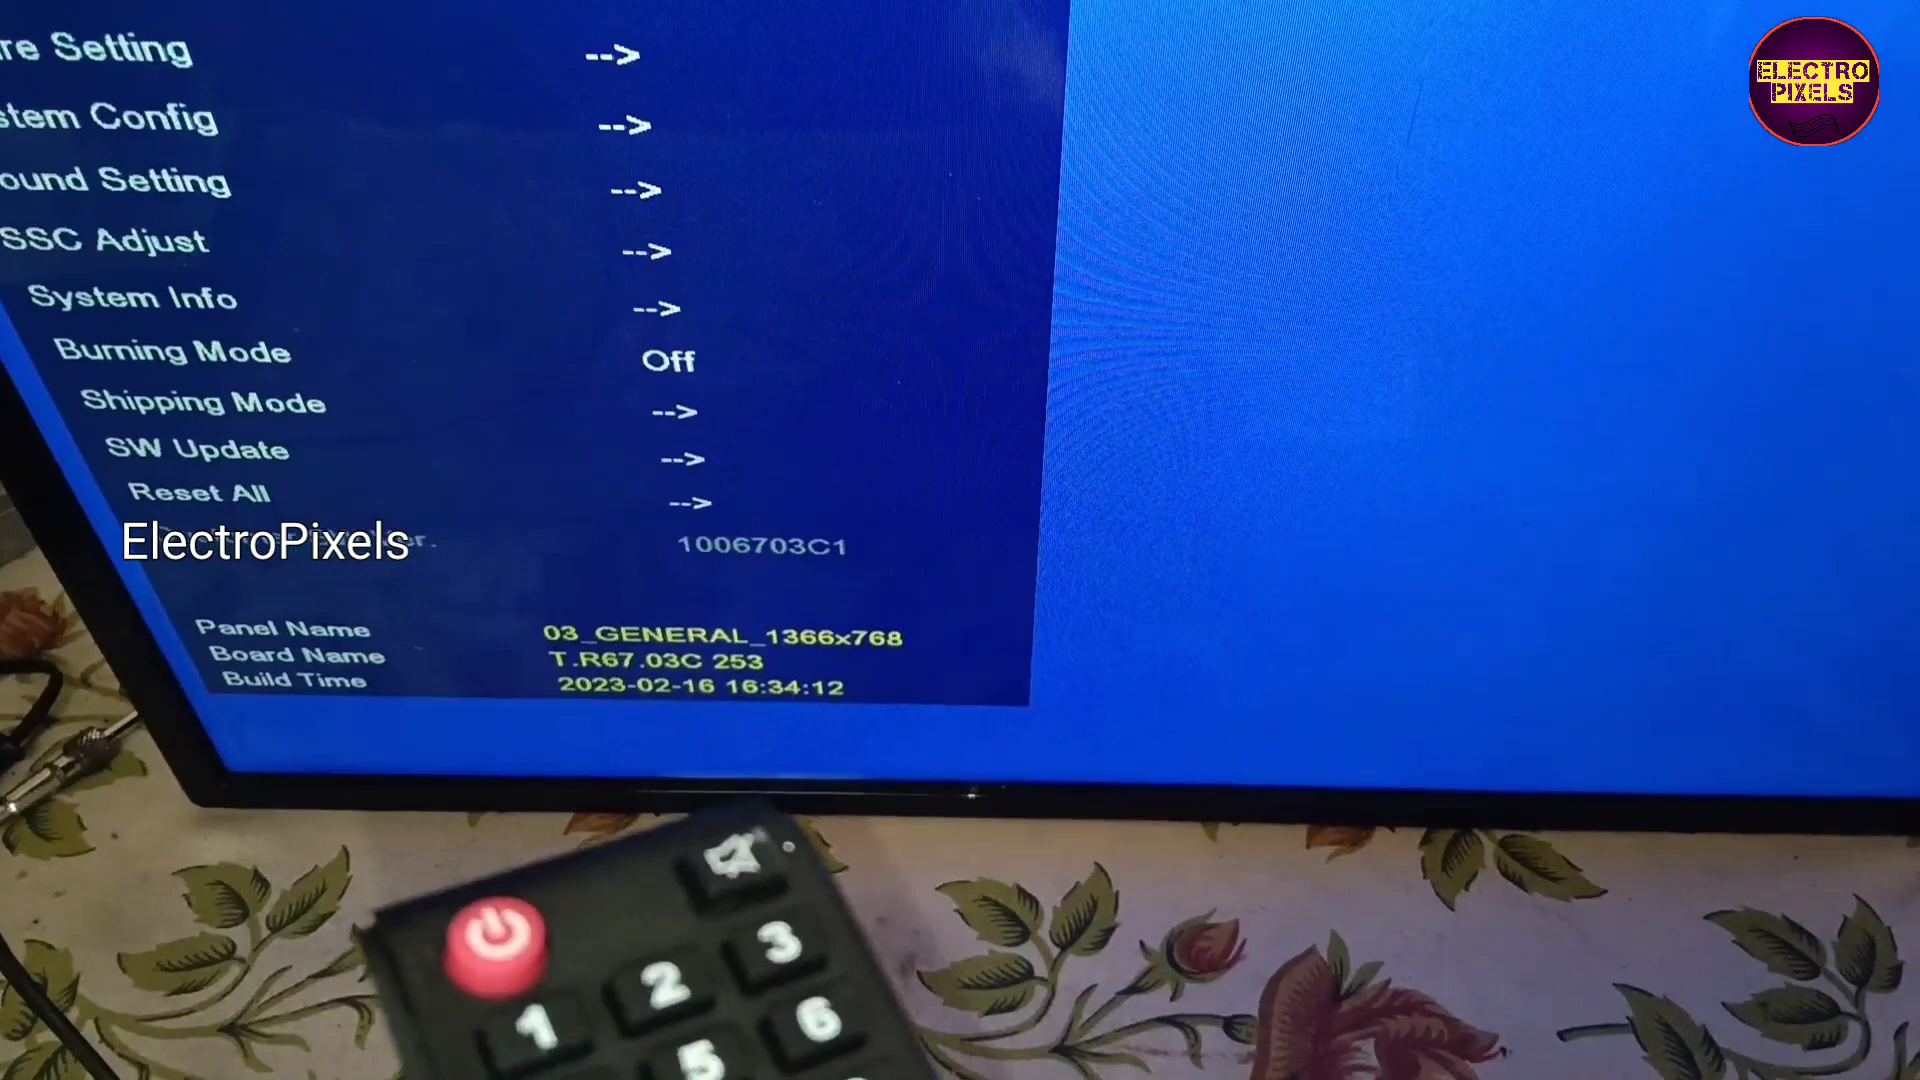 ELECTRO
PIXELS
re Setting -->
stem Config -->
ound Setting -->
SSC Adjust -->
System Info -->
Burning Mode Off
Shipping Mode -->
SW Update -->
Reset All -->
ElectroPixels
1006703C1
Panel Name 03_GENERAL_1366x768
Board Name T.R67.03C 253
Build Time 2023-02-16 16:34:12
1 2 3
5 6